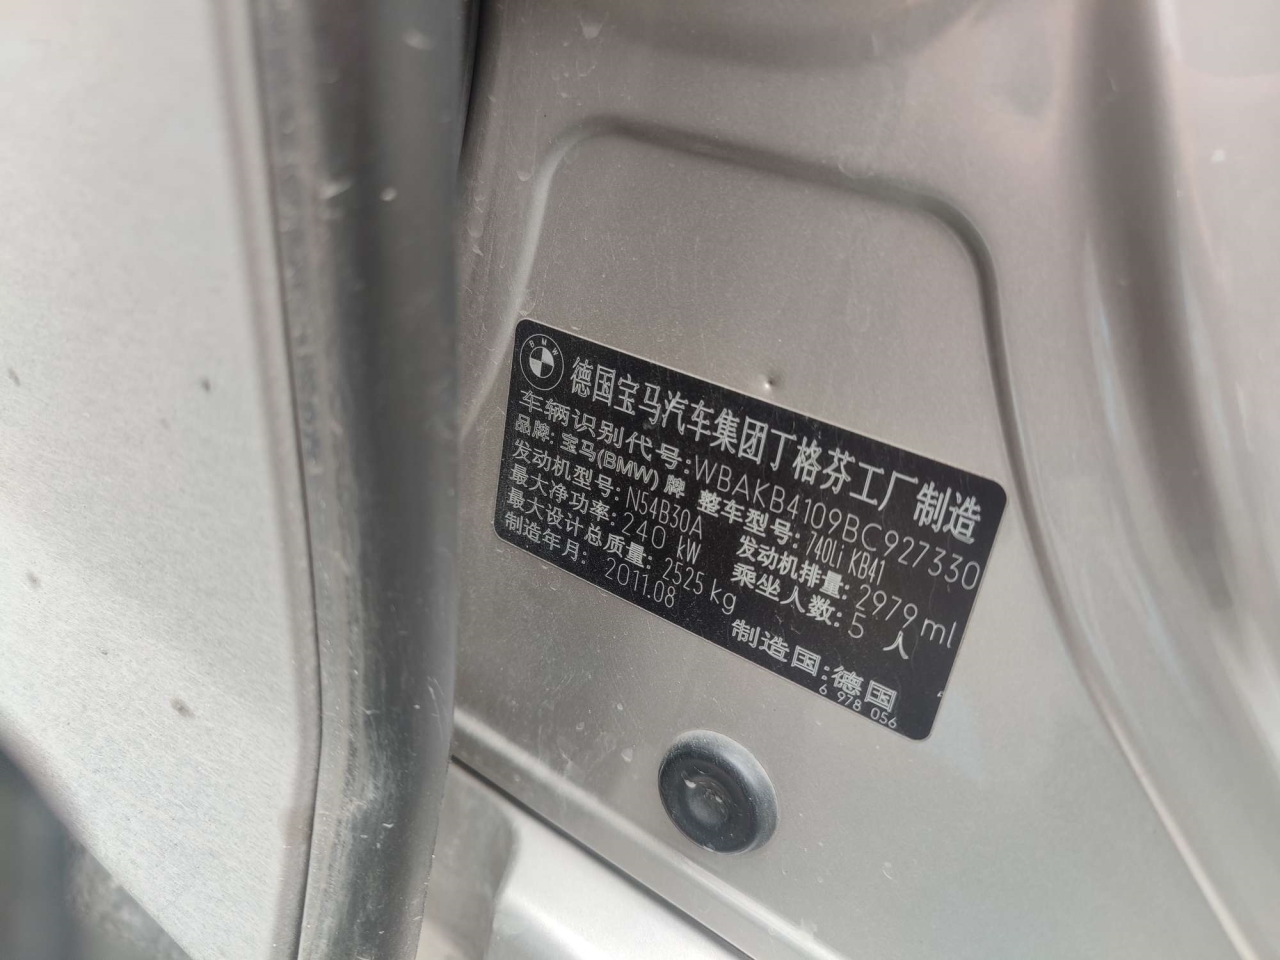 BMW
德国宝马汽车集团丁格芬工厂制造
车辆识别代号:WBAKB4109BC927330
品牌: 宝马(BMW)牌 整车型号: 740Li KB41
发动机型号: N54B30A 发动机排量: 2979 ml
最大净功率: 240 kW 乘坐人数: 5 人
最大设计总质量: 2525 kg
制造年月: 2011.08 制造国:德国
6 978 056